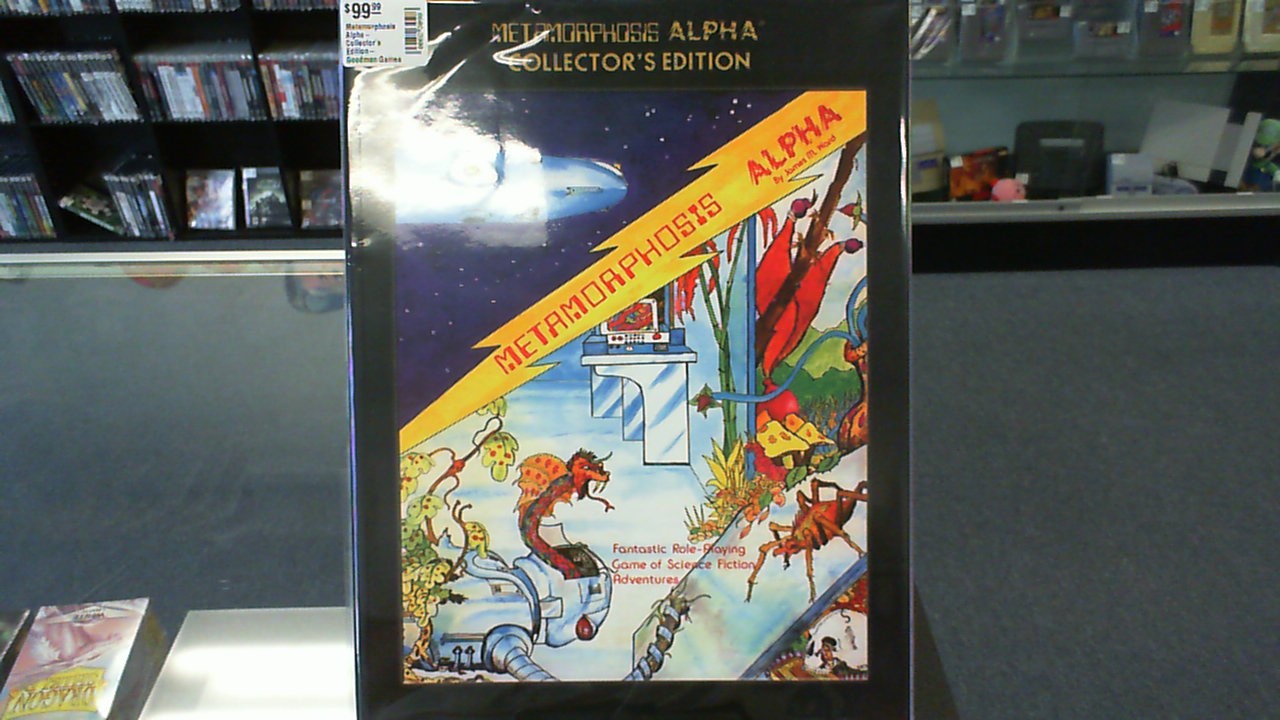 $99.99
Metamorphosis
Alpha -
Collector's
Edition -
Goodman Games
METAMORPHOSIS ALPHA®
COLLECTOR'S EDITION
METAMORPHOSIS
ALPHA
By James M. Ward
Fantastic Role-Playing
Game of Science Fiction
Adventures
DRAGON